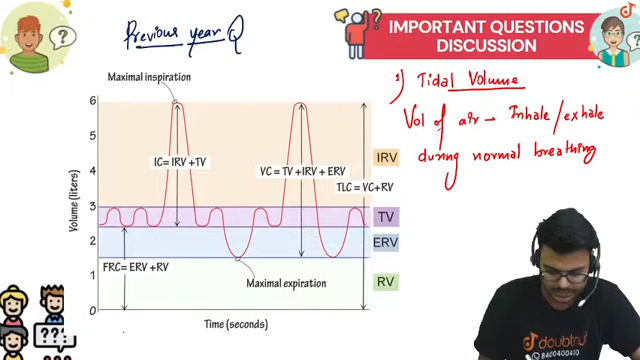 Previous year Q
IMPORTANT QUESTIONS
DISCUSSION
1) Tidal Volume
Vol of air → Inhale/exhale
during normal breathing
Maximal inspiration
6
5
4
3
2
1
0
Volume (liters)
IC= IRV+TV
VC= TV+IRV+ ERV
TLC= VC+RV
FRC= ERV+RV
Maximal expiration
IRV
TV
ERV
RV
Time (seconds)
doubtnut
8400400400